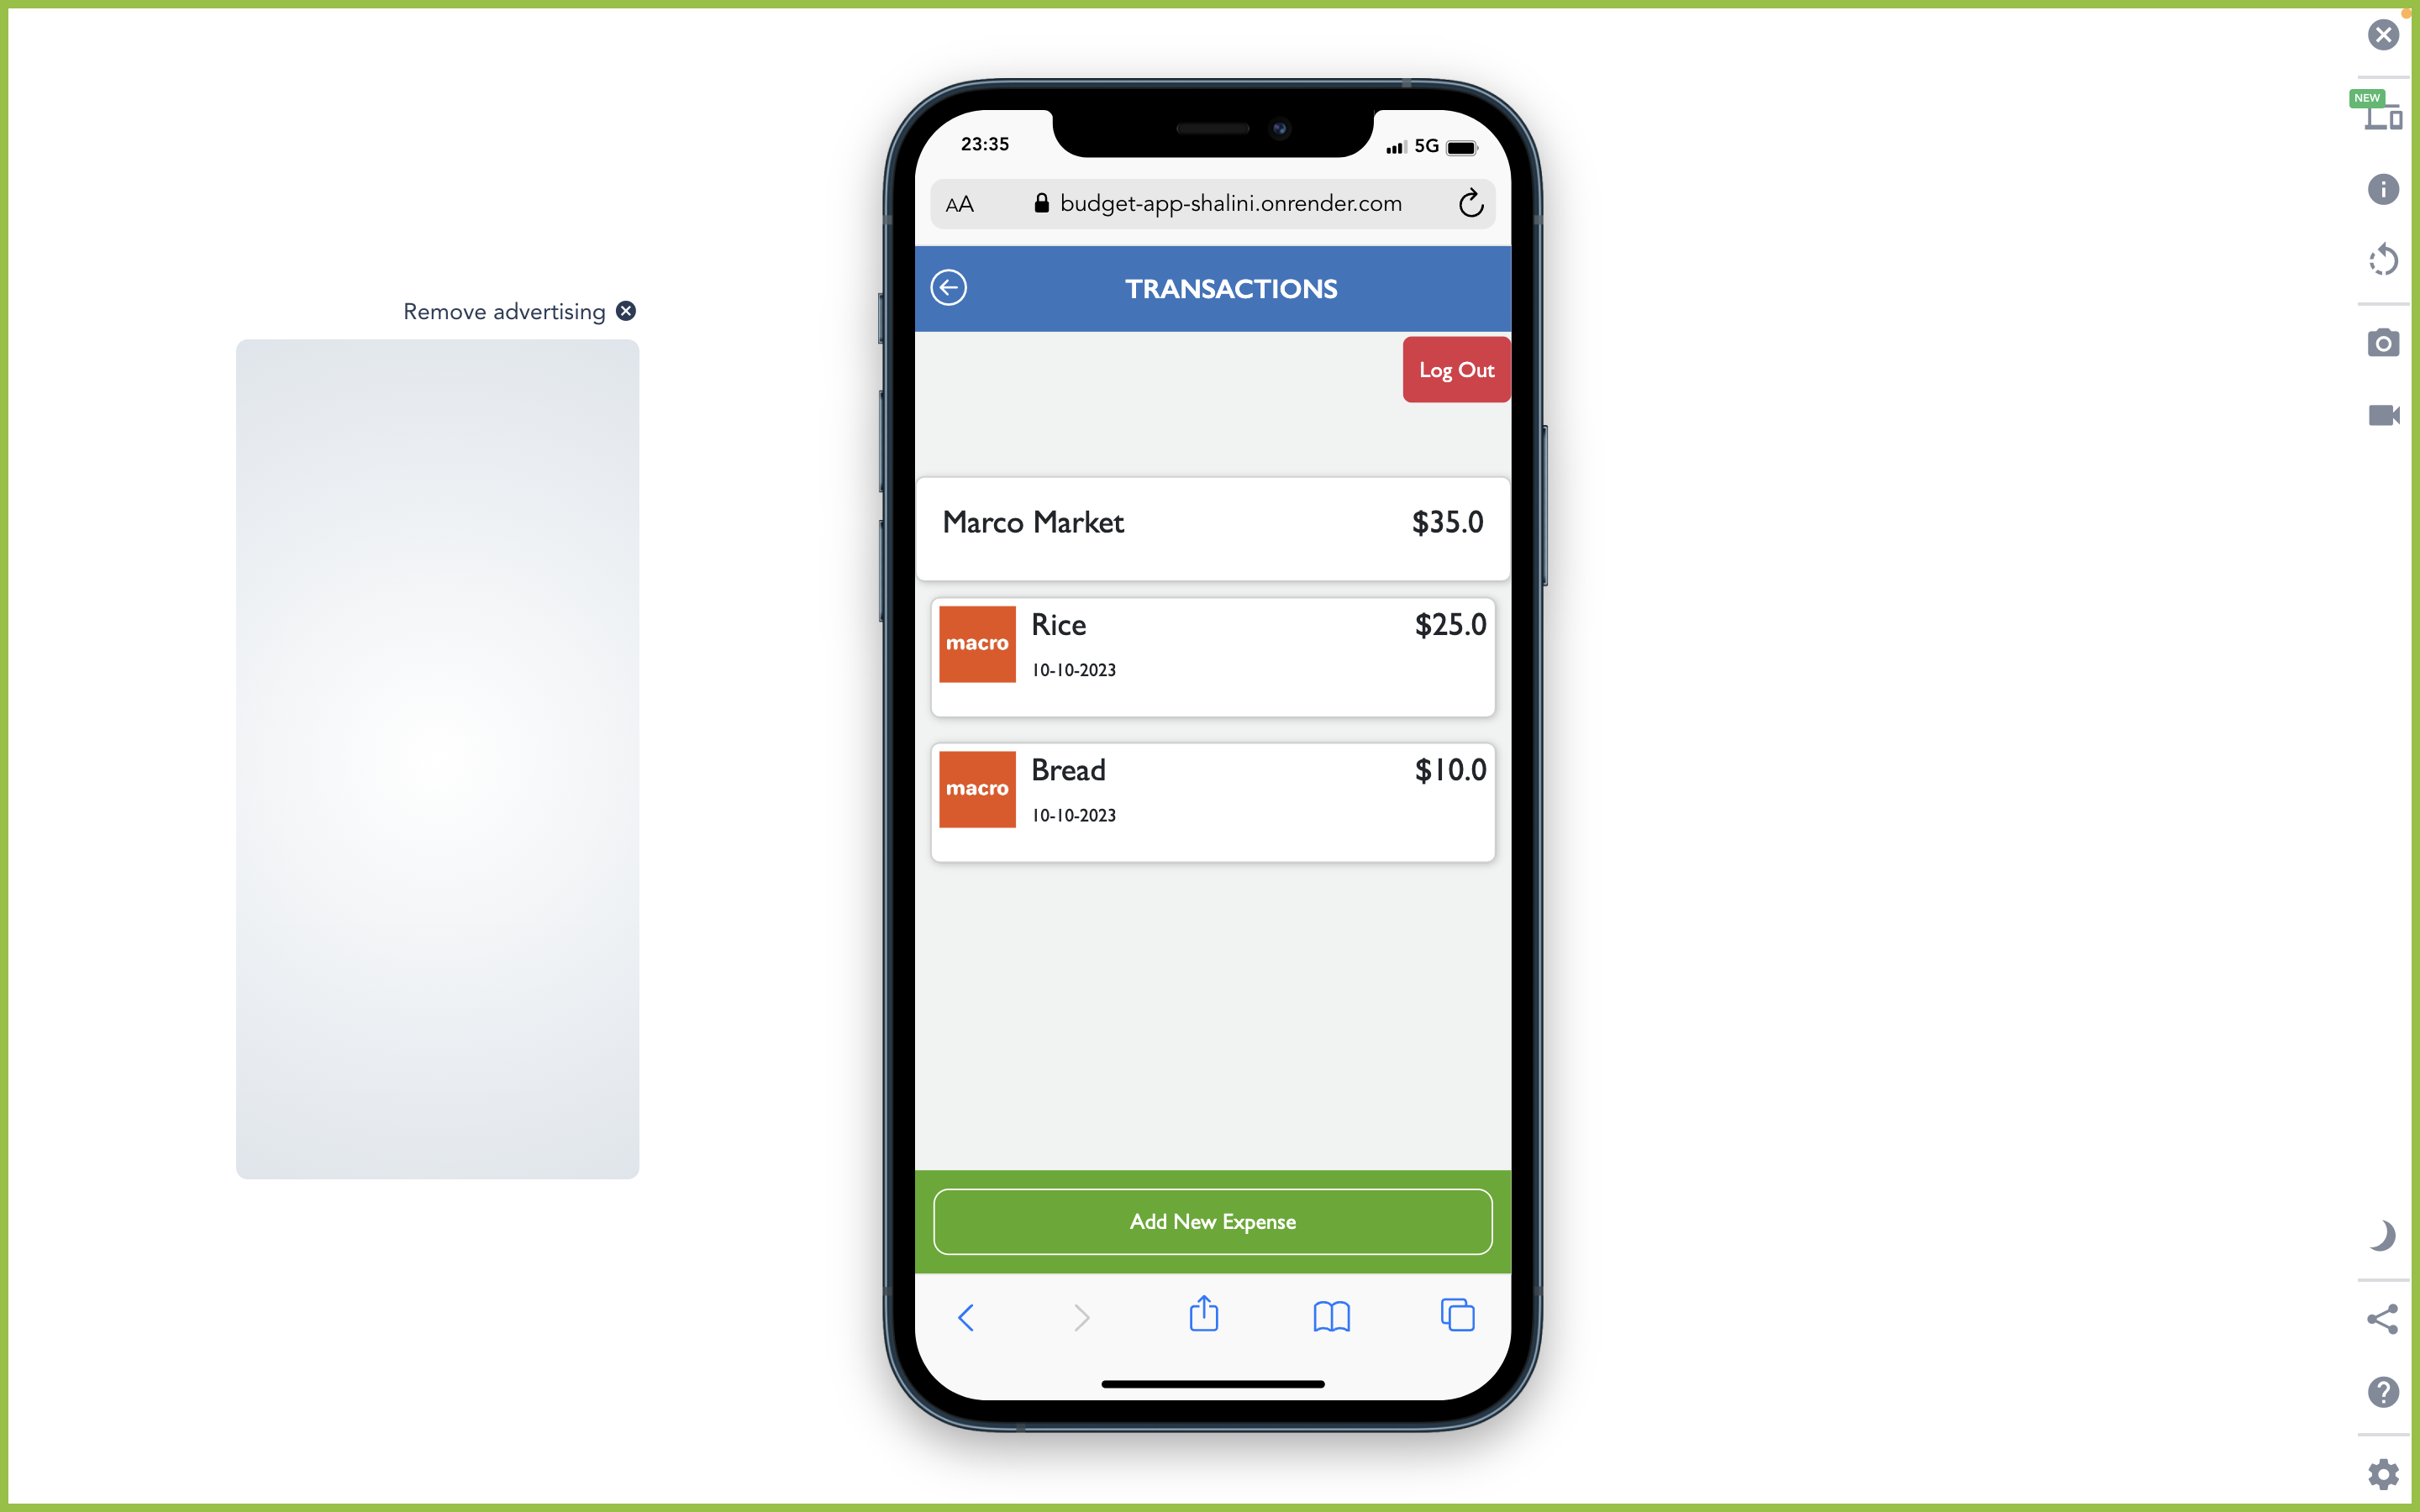 NEW
Remove advertising
23:35
5G
AA
budget-app-shalini.onrender.com
TRANSACTIONS
Log Out
Marco Market $35.0
macro
Rice $25.0
10-10-2023
macro
Bread $10.0
10-10-2023
Add New Expense